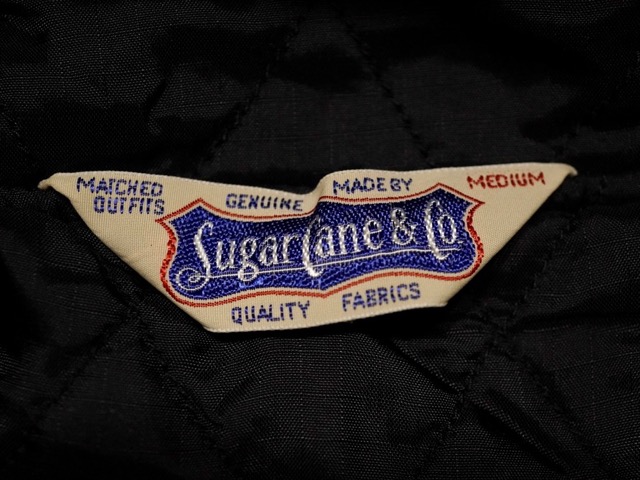 MATCHED OUTFITS
GENUINE MADE BY MEDIUM
Sugar Cane & Co.
QUALITY FABRICS